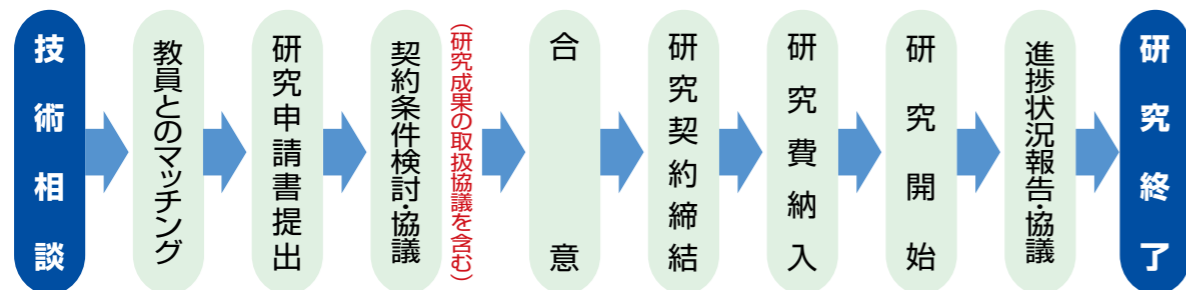 技術相談
教員とのマッチング
研究申請書提出
契約条件検討・協議
(研究成果の取扱協議を含む)
合意
研究契約締結
研究費納入
研究開始
進捗状況報告・協議
研究終了